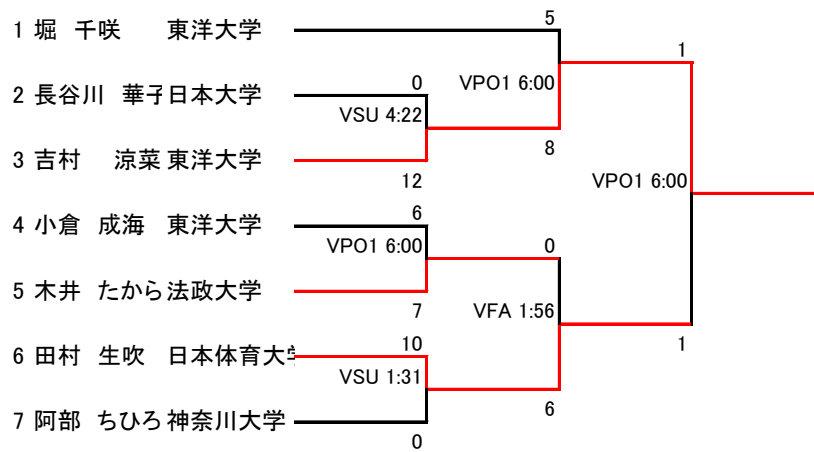 5
1 堀 千咲 東洋大学
1
0
VPO1 6:00
2 長谷川 華子 日本大学
VSU 4:22
8
3 吉村 涼菜 東洋大学
12
VPO1 6:00
6
4 小倉 成海 東洋大学
VPO1 6:00
0
5 木井 たから 法政大学
7
VFA 1:56
10
1
6 田村 生吹 日本体育大学
VSU 1:31
6
7 阿部 ちひろ 神奈川大学
0